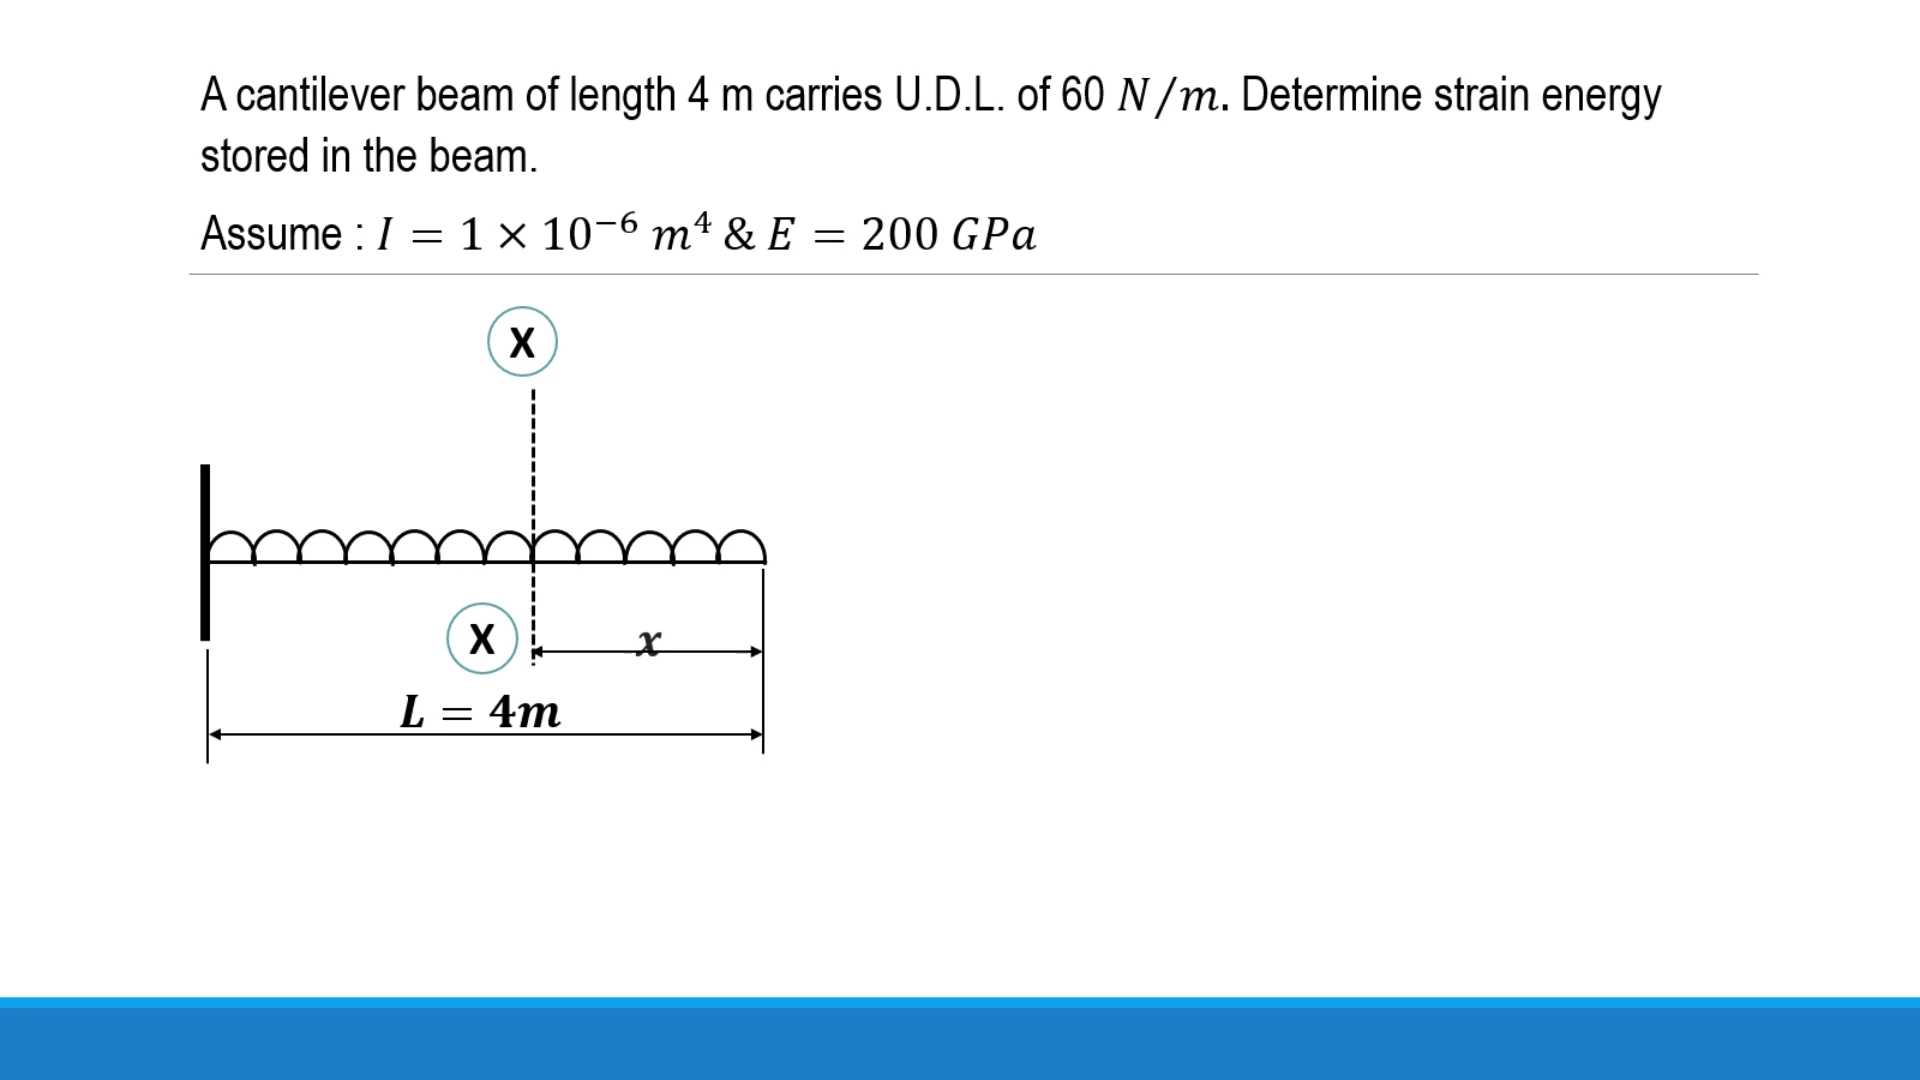 A cantilever beam of length 4 m carries U.D.L. of 60 N/m. Determine strain energy
stored in the beam.
Assume : I = 1 × 10⁻⁶ m⁴ & E = 200 GPa
X
X
x
L = 4m